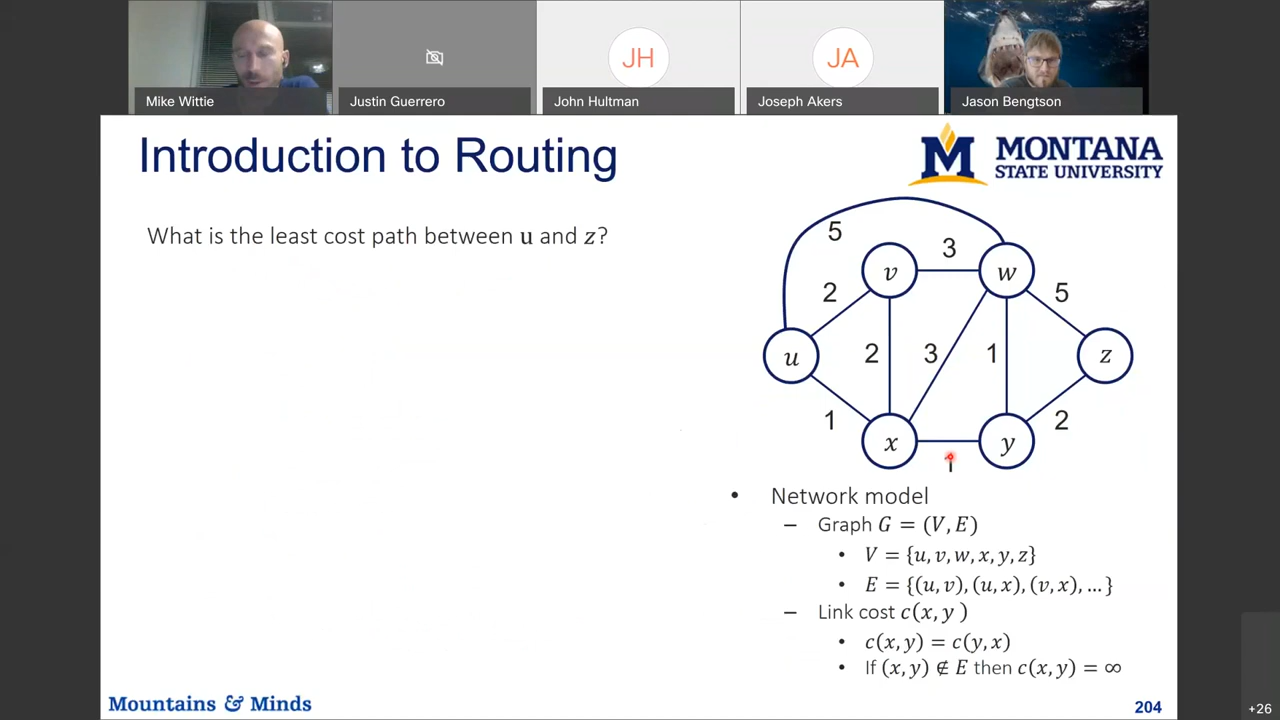 JH
JA
Mike Wittie
Justin Guerrero
John Hultman
Joseph Akers
Jason Bengtson
Introduction to Routing
M MONTANA
STATE UNIVERSITY
What is the least cost path between u and z?
5
3
v
w
2
5
u
2
3
1
z
1
2
x
y
1
• Network model
– Graph G = (V, E)
• V = {u, v, w, x, y, z}
• E = {(u, v), (u, x), (v, x), ... }
– Link cost c(x, y )
• c(x, y) = c(y, x)
• If (x, y) ∉ E then c(x, y) = ∞
Mountains & Minds
204
+26